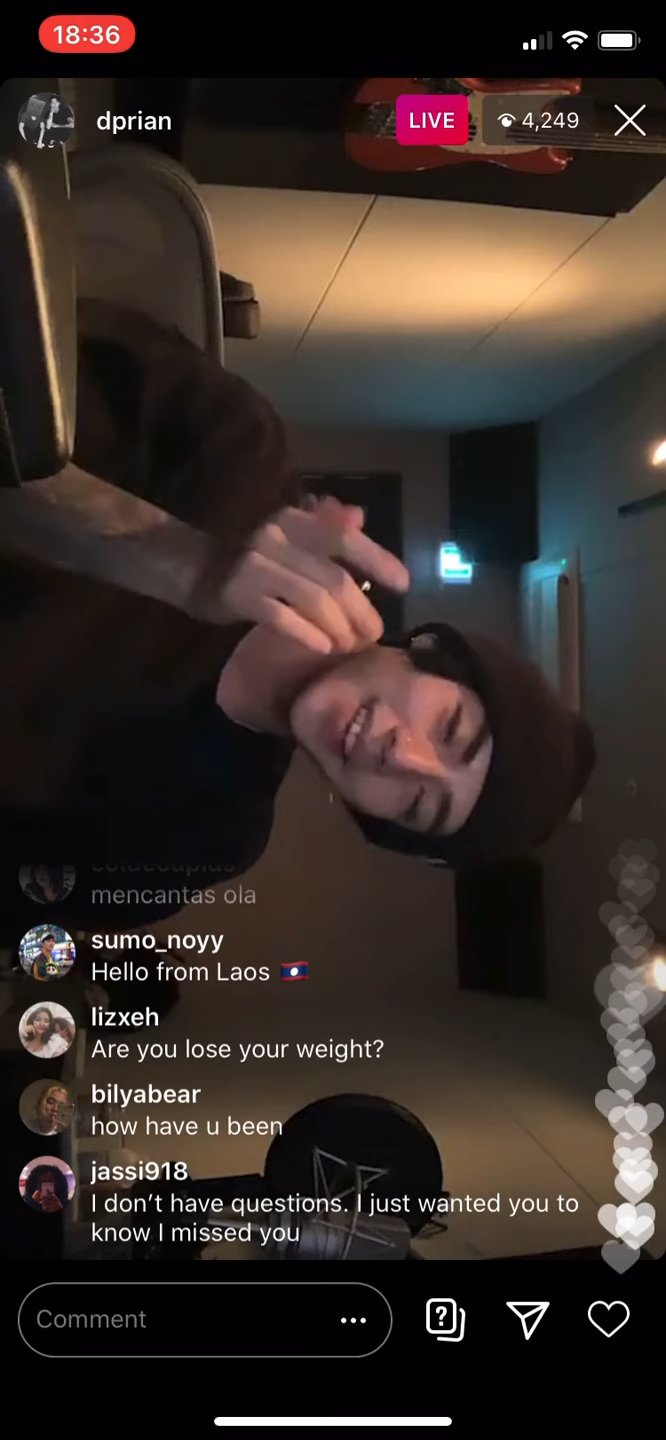 18:36
dprian
LIVE
4,249
mencantas ola
sumo_noyy
Hello from Laos 🇱🇦
lizxeh
Are you lose your weight?
bilyabear
how have u been
jassi918
I don’t have questions. I just wanted you to
know I missed you
Comment